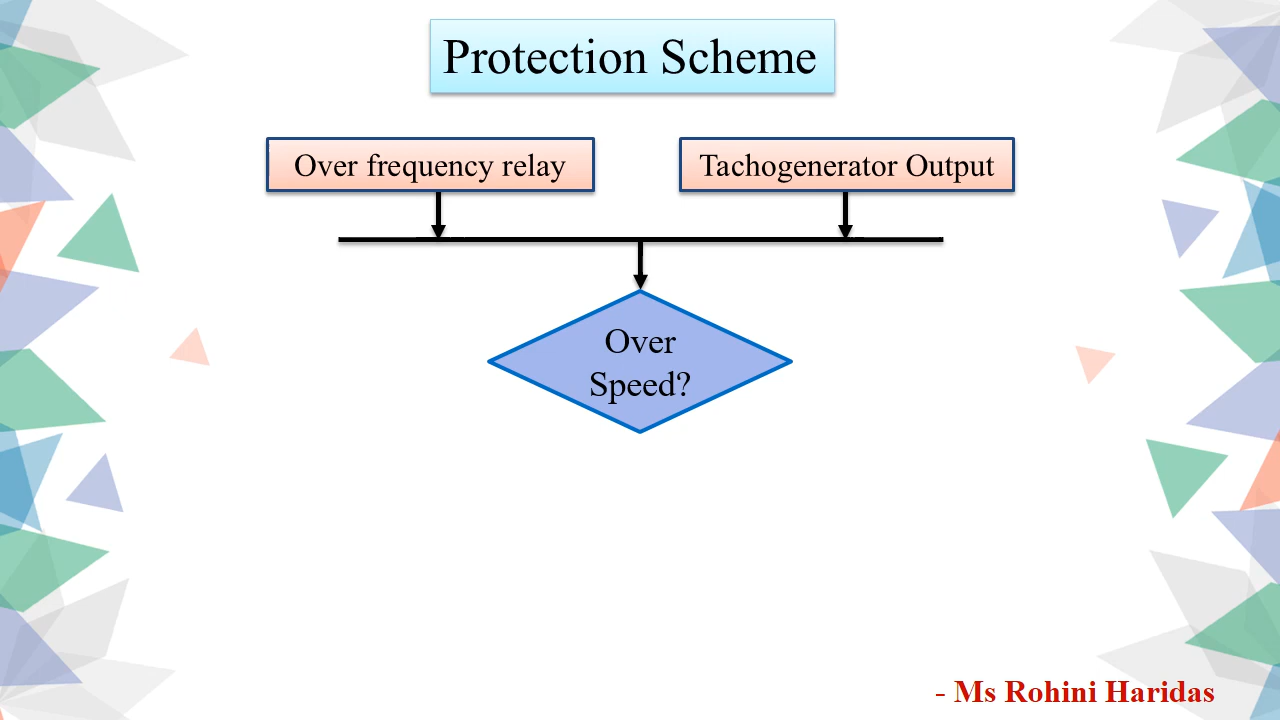 Protection Scheme
Over frequency relay
Tachogenerator Output
Over
Speed?
- Ms Rohini Haridas